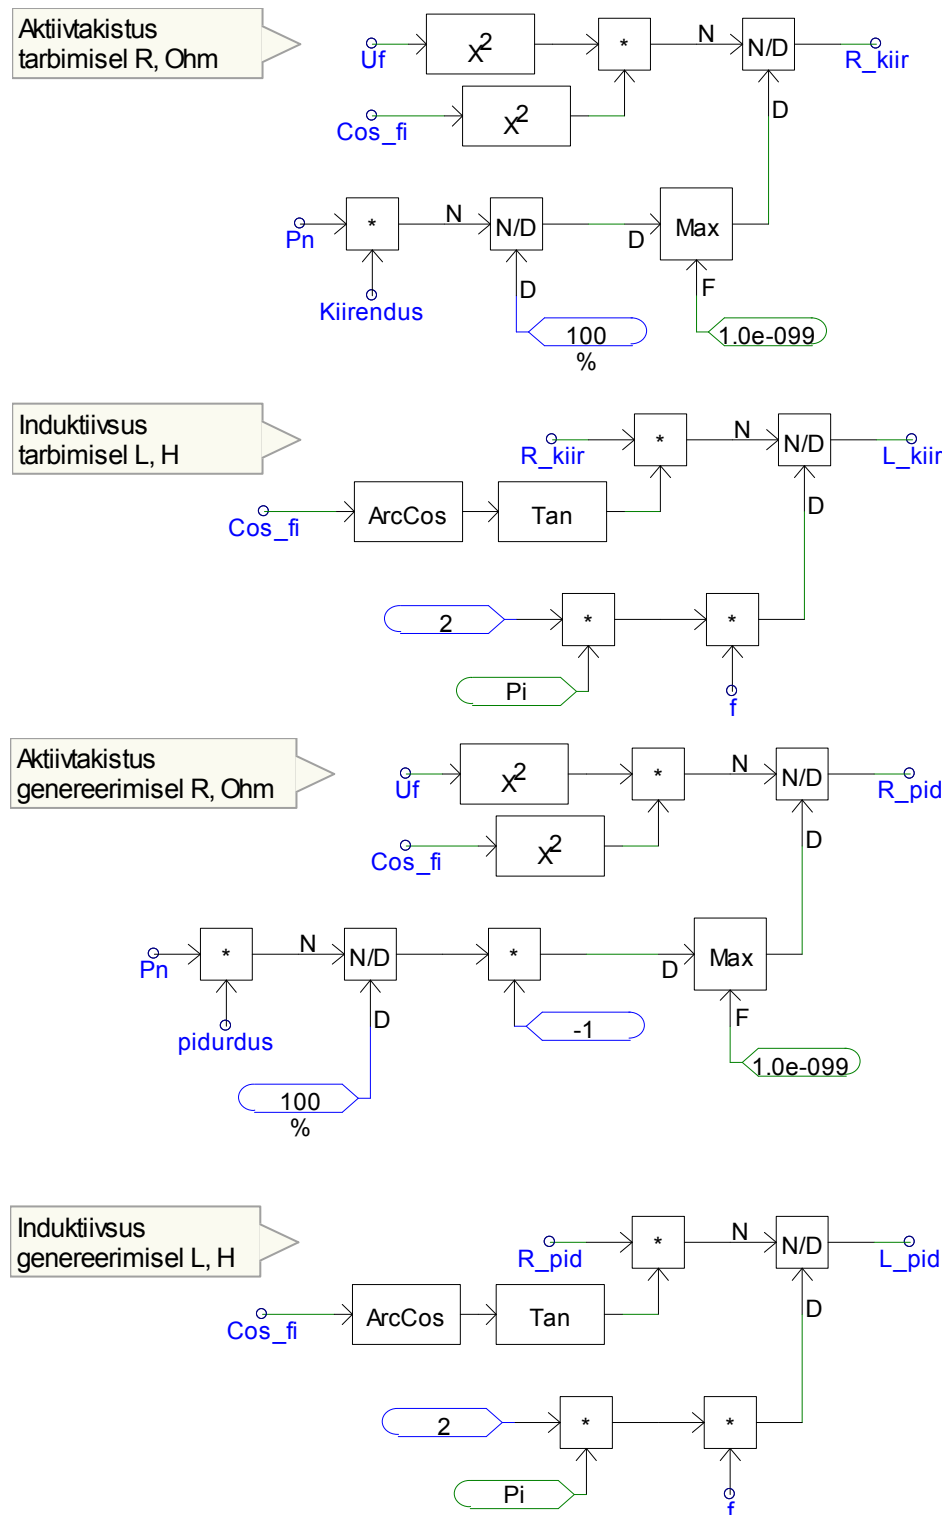 Aktiivtakistus
tarbimisel R, Ohm
Uf
X2
*
N
N/D
R_kiir
Cos_fi
X2
D
Pn
*
N
N/D
D
Max
Kiirendus
D
F
100
%
1.0e-099
Induktiivsus
tarbimisel L, H
R_kiir
*
N
N/D
L_kiir
Cos_fi
ArcCos
Tan
D
2
*
*
Pi
f
Aktiivtakistus
genereerimisel R, Ohm
Uf
X2
*
N
N/D
R_pid
Cos_fi
X2
D
Pn
*
N
N/D
*
D
Max
pidurdus
D
-1
F
100
%
1.0e-099
Induktiivsus
genereerimisel L, H
R_pid
*
N
N/D
L_pid
Cos_fi
ArcCos
Tan
D
2
*
*
Pi
f